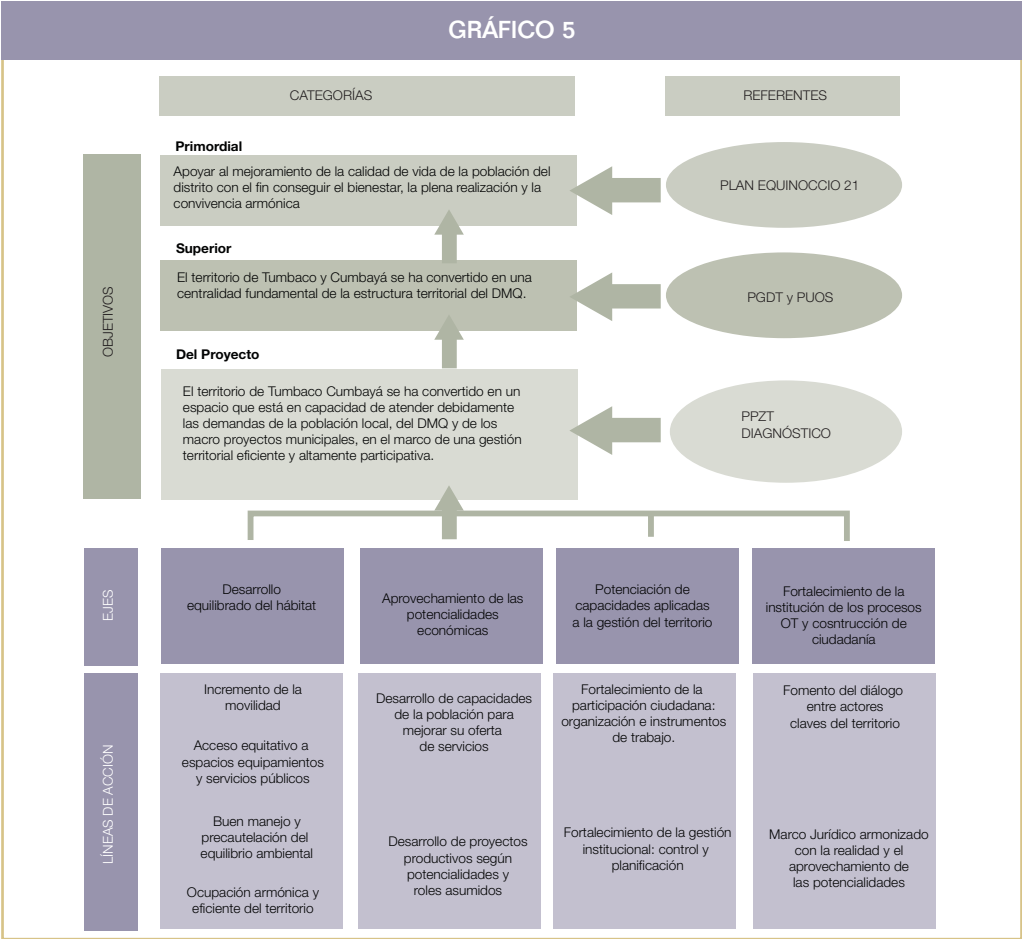 GRÁFICO 5
CATEGORÍAS
REFERENTES
OBJETIVOS
Primordial
Apoyar al mejoramiento de la calidad de vida de la población del
distrito con el fin conseguir el bienestar, la plena realización y la
convivencia armónica
PLAN EQUINOCCIO 21
Superior
El territorio de Tumbaco y Cumbayá se ha convertido en una
centralidad fundamental de la estructura territorial del DMQ.
PGDT y PUOS
Del Proyecto
El territorio de Tumbaco Cumbayá se ha convertido en un
espacio que está en capacidad de atender debidamente
las demandas de la población local, del DMQ y de los
macro proyectos municipales, en el marco de una gestión
territorial eficiente y altamente participativa.
PPZT
DIAGNÓSTICO
EJES
Desarrollo
equilibrado del hábitat
Aprovechamiento de las
potencialidades
económicas
Potenciación de
capacidades aplicadas
a la gestión del territorio
Fortalecimiento de la
institución de los procesos
OT y cosntrucción de
ciudadanía
LÍNEAS DE ACCIÓN
Incremento de la
movilidad
Acceso equitativo a
espacios equipamientos
y servicios públicos
Buen manejo y
precautelación del
equilibrio ambiental
Ocupación armónica y
eficiente del territorio
Desarrollo de capacidades
de la población para
mejorar su oferta
de servicios
Desarrollo de proyectos
productivos según
potencialidades y
roles asumidos
Fortalecimiento de la
participación ciudadana:
organización e instrumentos
de trabajo.
Fortalecimiento de la gestión
institucional: control y
planificación
Fomento del diálogo
entre actores
claves del territorio
Marco Jurídico armonizado
con la realidad y el
aprovechamiento de
las potencialidades